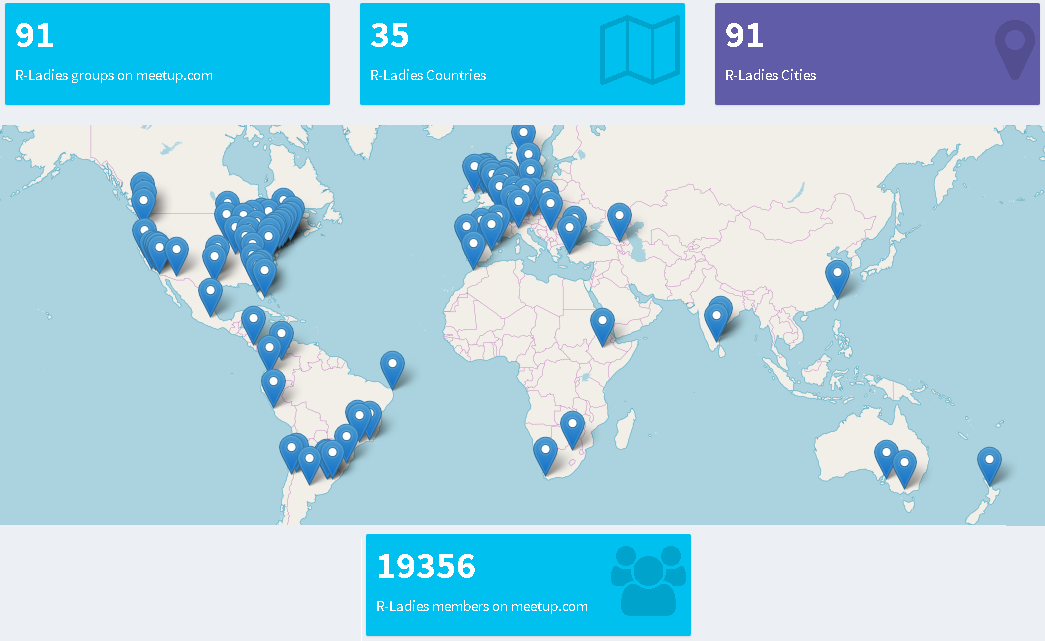 91
R-Ladies groups on meetup.com
35
R-Ladies Countries
91
R-Ladies Cities
19356
R-Ladies members on meetup.com